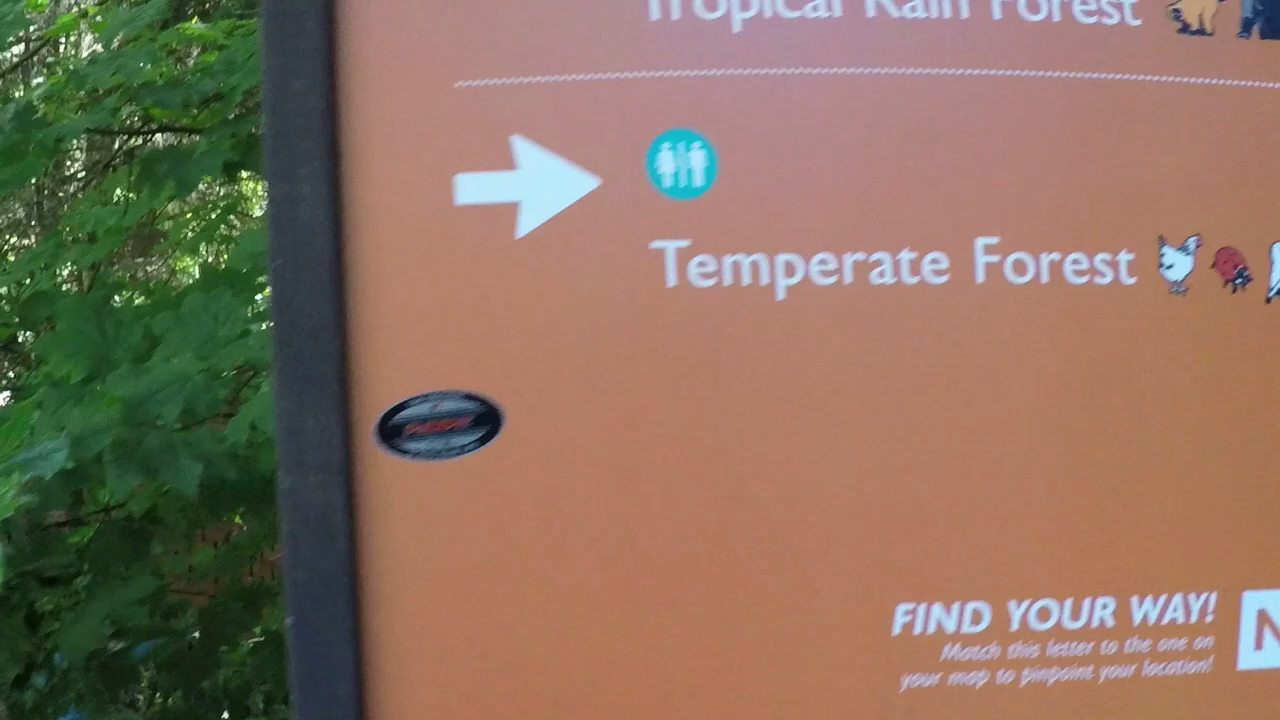 Tropical Rain Forest
Temperate Forest
FIND YOUR WAY!
Match this letter to the one on
your map to pinpoint your location!
N